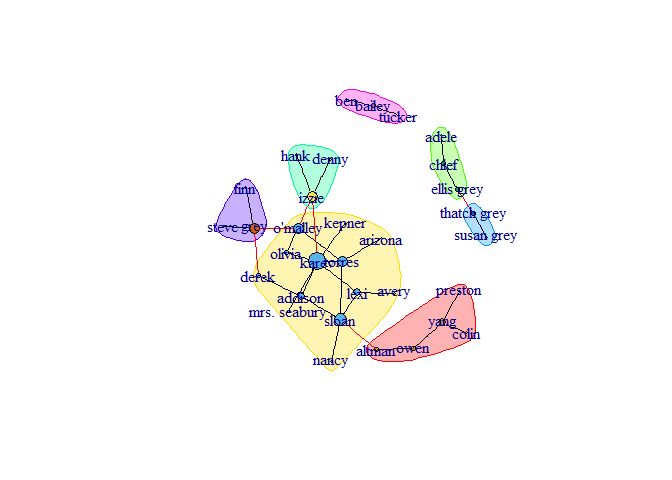 ben
bailey
tucker
adele
chief
ellis grey
thatch grey
susan grey
hank
denny
izzie
finn
steve grey
o'malley
kepner
arizona
olivia
karev
torres
derek
addison
lexi
avery
mrs. seabury
sloan
nancy
altman
owen
yang
preston
colin